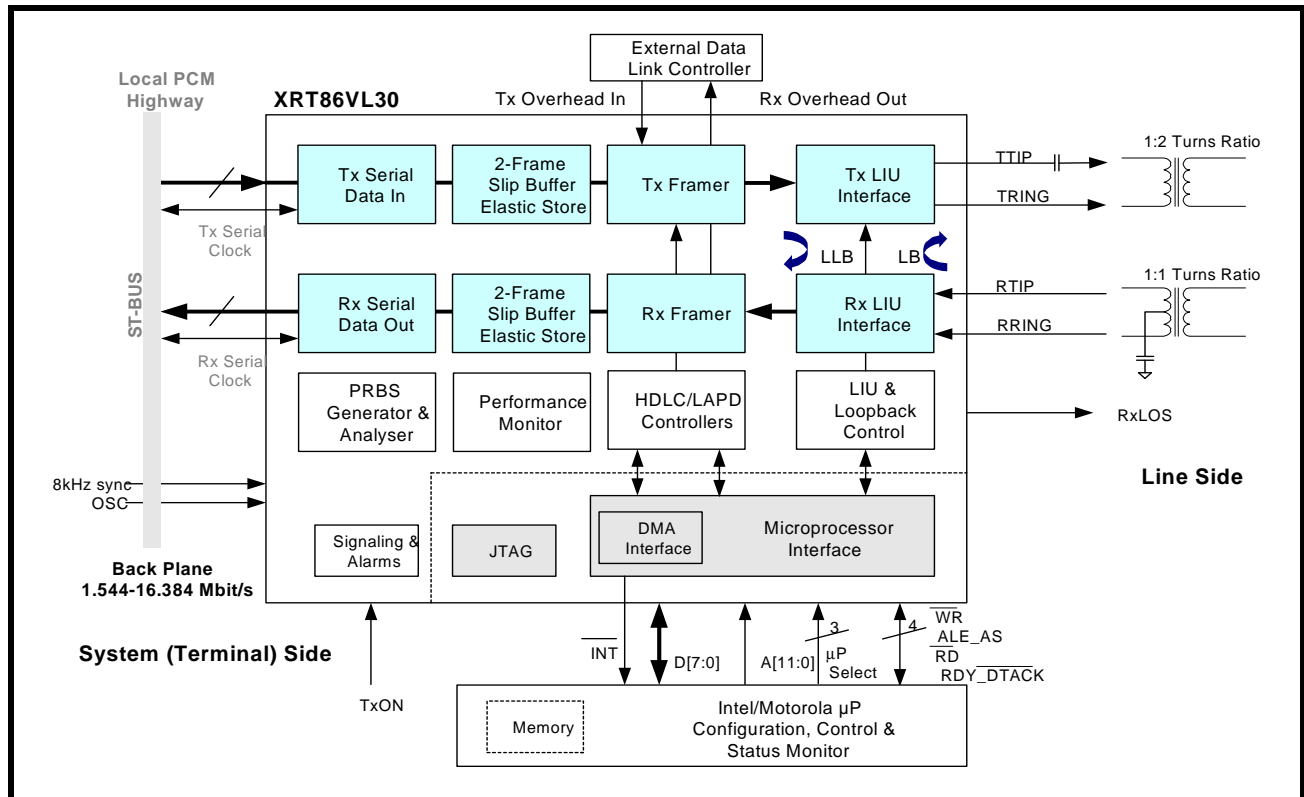 External Data
Link Controller
Local PCM
Highway
XRT86VL30
Tx Overhead In
Rx Overhead Out
1:2 Turns Ratio
Tx Serial
Data In
2-Frame
Slip Buffer
Elastic Store
Tx Framer
Tx LIU
Interface
TTIP
TRING
Tx Serial
Clock
LLB
LB
ST-BUS
1:1 Turns Ratio
Rx Serial
Data Out
2-Frame
Slip Buffer
Elastic Store
Rx Framer
Rx LIU
Interface
RTIP
RRING
Rx Serial
Clock
PRBS
Generator &
Analyser
Performance
Monitor
HDLC/LAPD
Controllers
LIU &
Loopback
Control
RxLOS
8kHz sync
OSC
Line Side
Signaling &
Alarms
JTAG
DMA
Interface
Microprocessor
Interface
Back Plane
1.544-16.384 Mbit/s
System (Terminal) Side
TxON
INT
D[7:0]
A[11:0]
3
µP
Select
4
WR
ALE_AS
RD
RDY_DTACK
Memory
Intel/Motorola µP
Configuration, Control &
Status Monitor